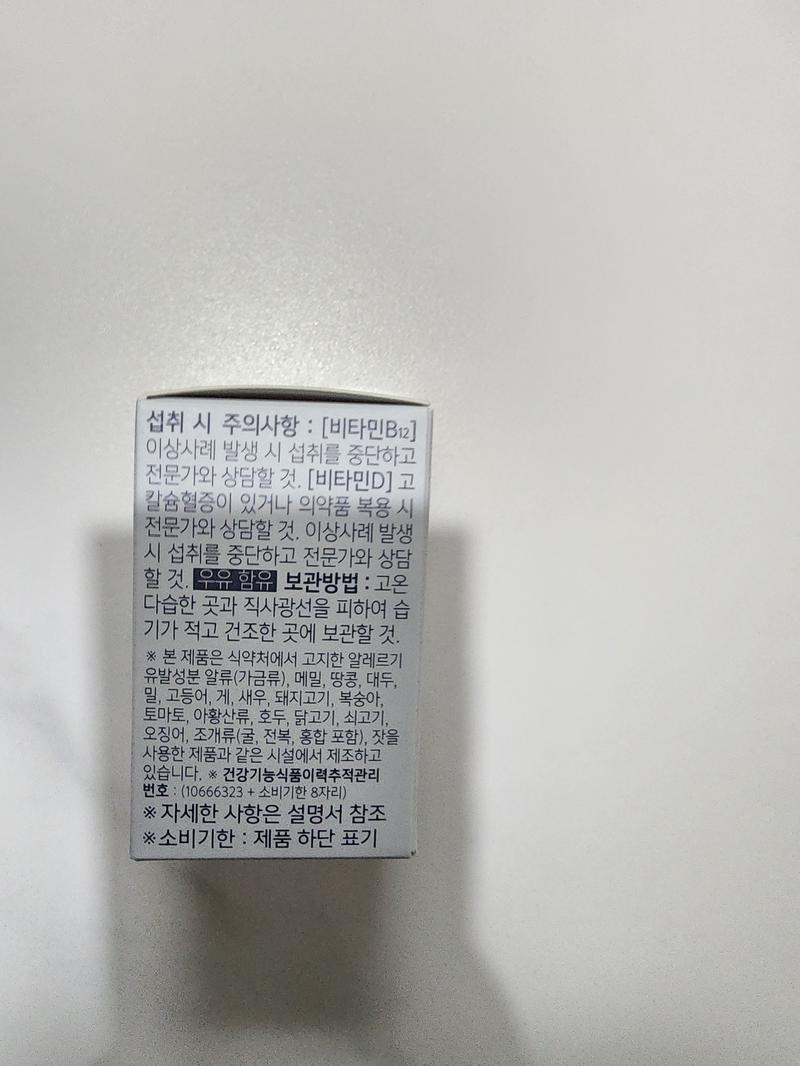 섭취 시 주의사항 : [비타민B12]
이상사례 발생 시 섭취를 중단하고
전문가와 상담할 것. [비타민D] 고
칼슘혈증이 있거나 의약품 복용 시
전문가와 상담할 것. 이상사례 발생
시 섭취를 중단하고 전문가와 상담
할 것. 우유 함유 보관방법 : 고온
다습한 곳과 직사광선을 피하여 습
기가 적고 건조한 곳에 보관할 것.
※ 본 제품은 식약처에서 고지한 알레르기
유발성분 알류(가금류), 메밀, 땅콩, 대두,
밀, 고등어, 게, 새우, 돼지고기, 복숭아,
토마토, 아황산류, 호두, 닭고기, 쇠고기,
오징어, 조개류(굴, 전복, 홍합 포함), 잣을
사용한 제품과 같은 시설에서 제조하고
있습니다. ※ 건강기능식품이력추적관리
번호 : (10666323 + 소비기한 8자리)
※ 자세한 사항은 설명서 참조
※ 소비기한 : 제품 하단 표기